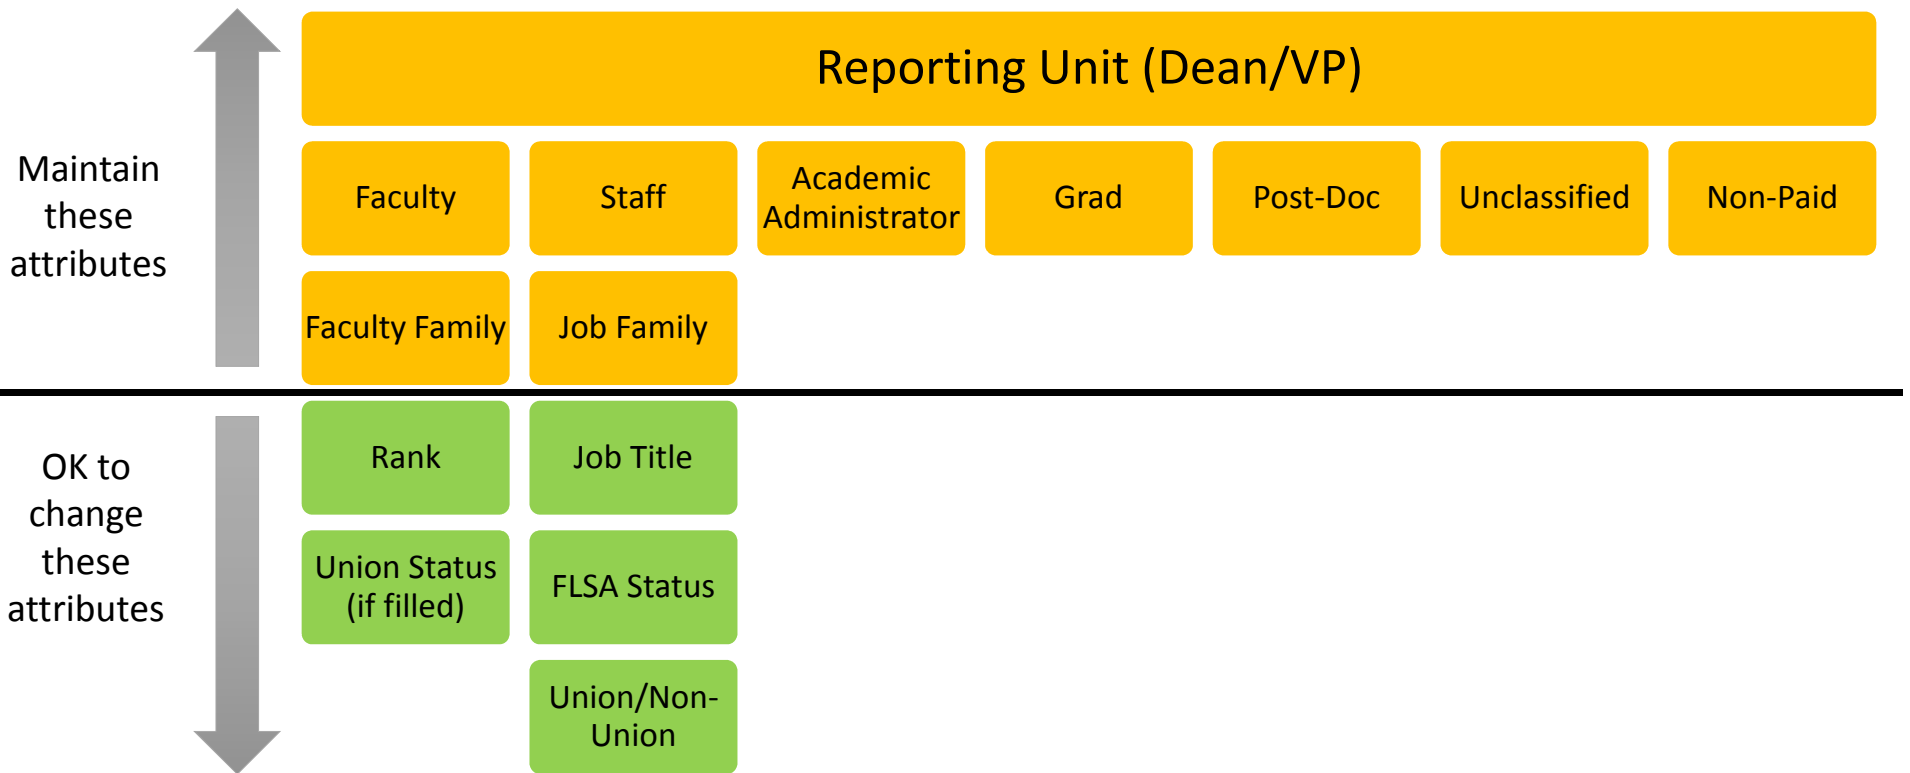 Reporting Unit (Dean/VP)
Maintain
these
attributes
Faculty
Staff
Academic
Administrator
Grad
Post-Doc
Unclassified
Non-Paid
Faculty Family
Job Family
OK to
change
these
attributes
Rank
Job Title
Union Status
(if filled)
FLSA Status
Union/Non-
Union